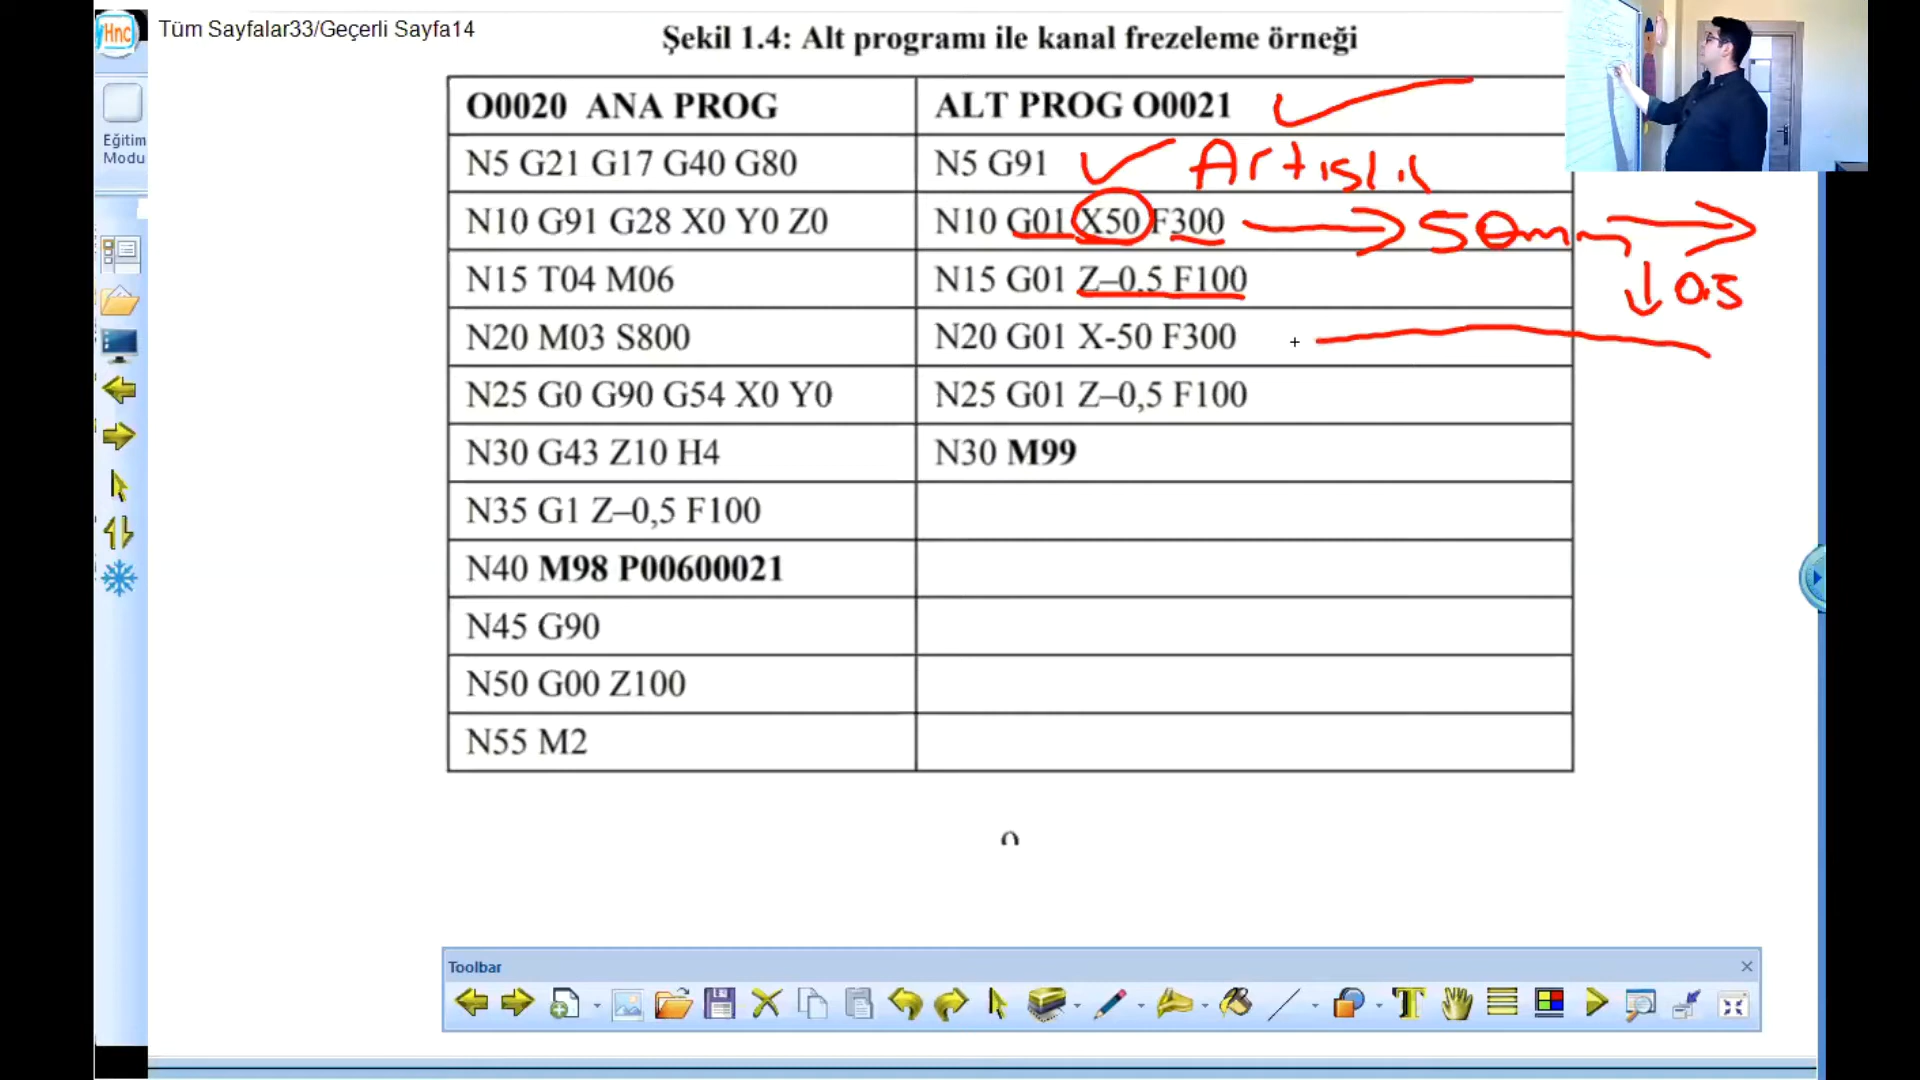 Hnc
Tüm Sayfalar33/Geçerli Sayfa14
Eğitim
Modu
Şekil 1.4: Alt programı ile kanal frezeleme örneği
O0020 ANA PROG
ALT PROG O0021
N5 G21 G17 G40 G80
N5 G91
Artışlı
N10 G91 G28 X0 Y0 Z0
N10 G01 X50 F300
50mm
N15 T04 M06
N15 G01 Z–0,5 F100
0.5
N20 M03 S800
N20 G01 X-50 F300
N25 G0 G90 G54 X0 Y0
N25 G01 Z–0,5 F100
N30 G43 Z10 H4
N30 M99
N35 G1 Z–0,5 F100
N40 M98 P00600021
N45 G90
N50 G00 Z100
N55 M2
Toolbar